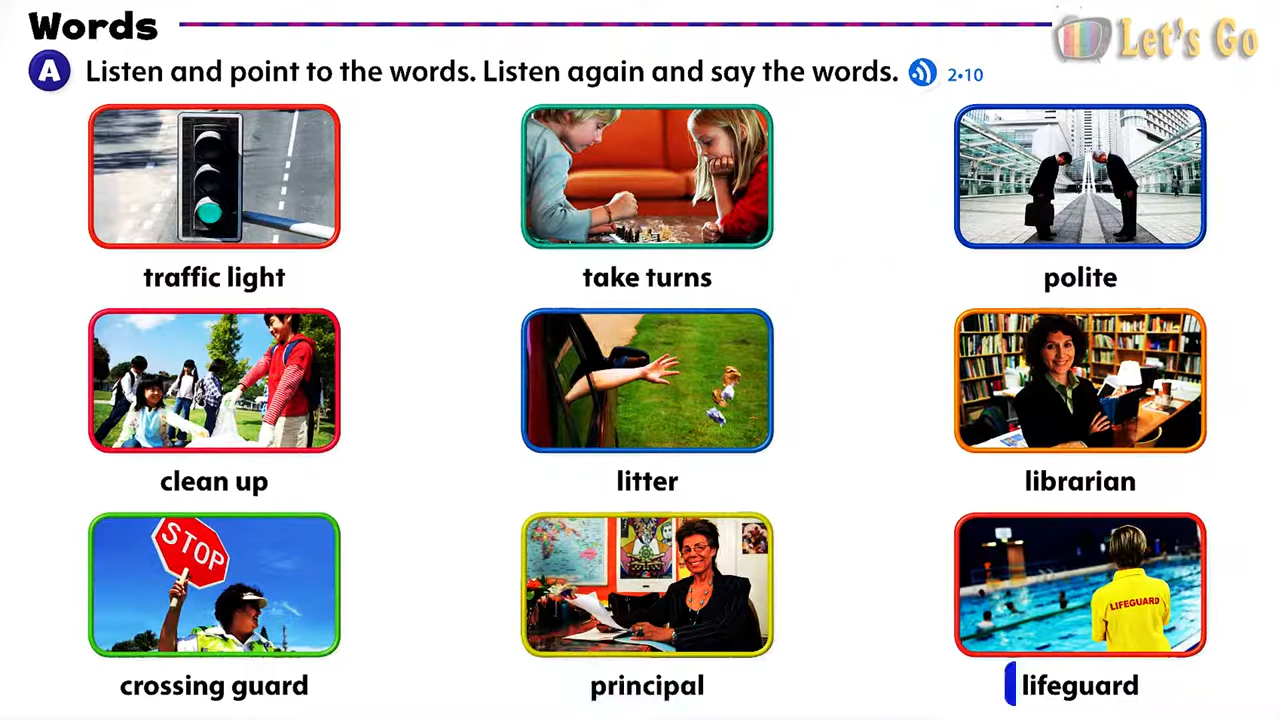 Words
Let's Go
A Listen and point to the words. Listen again and say the words. 2•10
traffic light
take turns
polite
clean up
litter
librarian
STOP
LIFEGUARD
crossing guard
principal
lifeguard